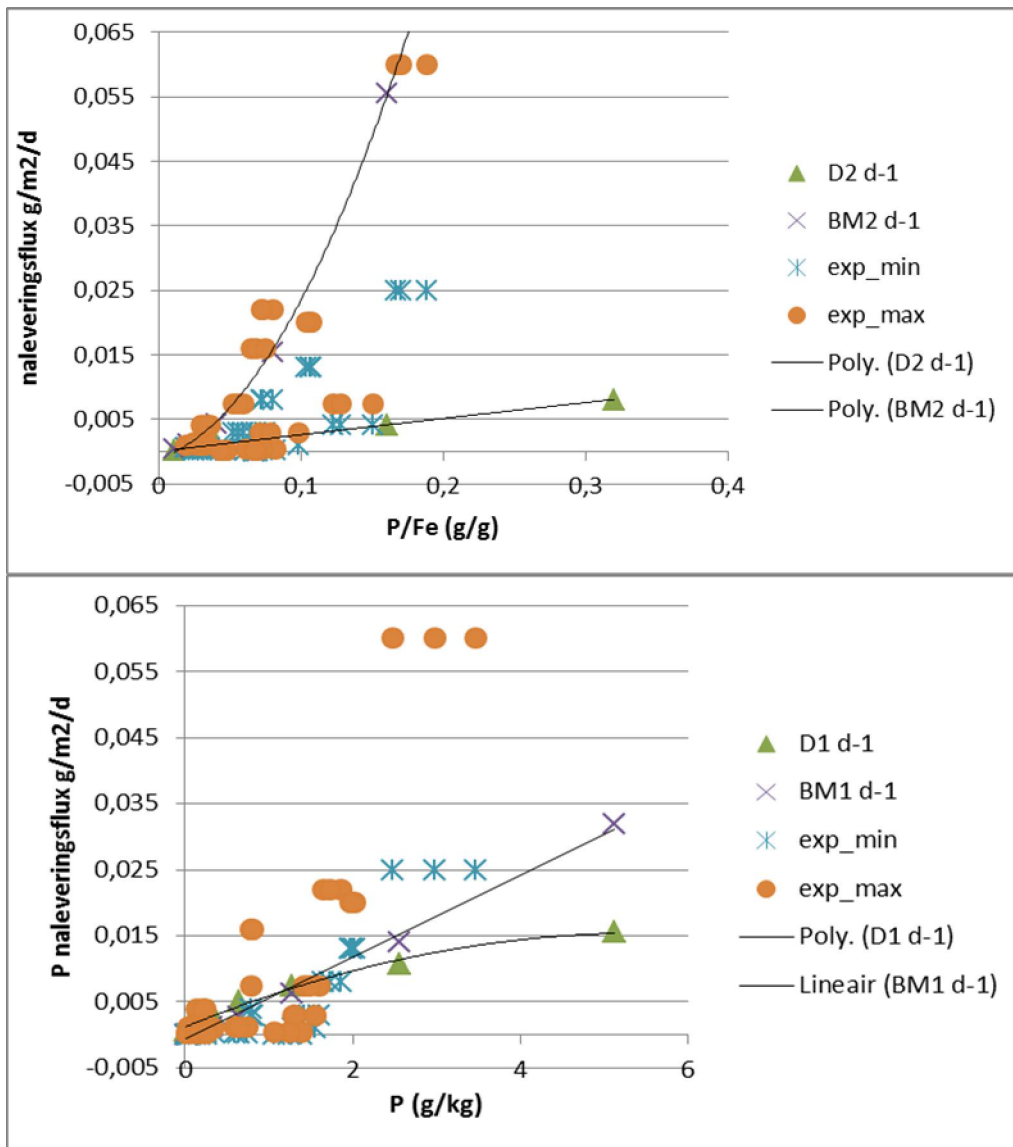 0,065
0,055
0,045
0,035
0,025
0,015
0,005
-0,005
naleveringsflux g/m2/d
0
0,1
0,2
0,3
0,4
P/Fe (g/g)
D2 d-1
BM2 d-1
exp_min
exp_max
Poly. (D2 d-1)
Poly. (BM2 d-1)
0,065
0,055
0,045
0,035
0,025
0,015
0,005
-0,005
P naleveringsflux g/m2/d
0
2
4
6
P (g/kg)
D1 d-1
BM1 d-1
exp_min
exp_max
Poly. (D1 d-1)
Lineair (BM1 d-1)